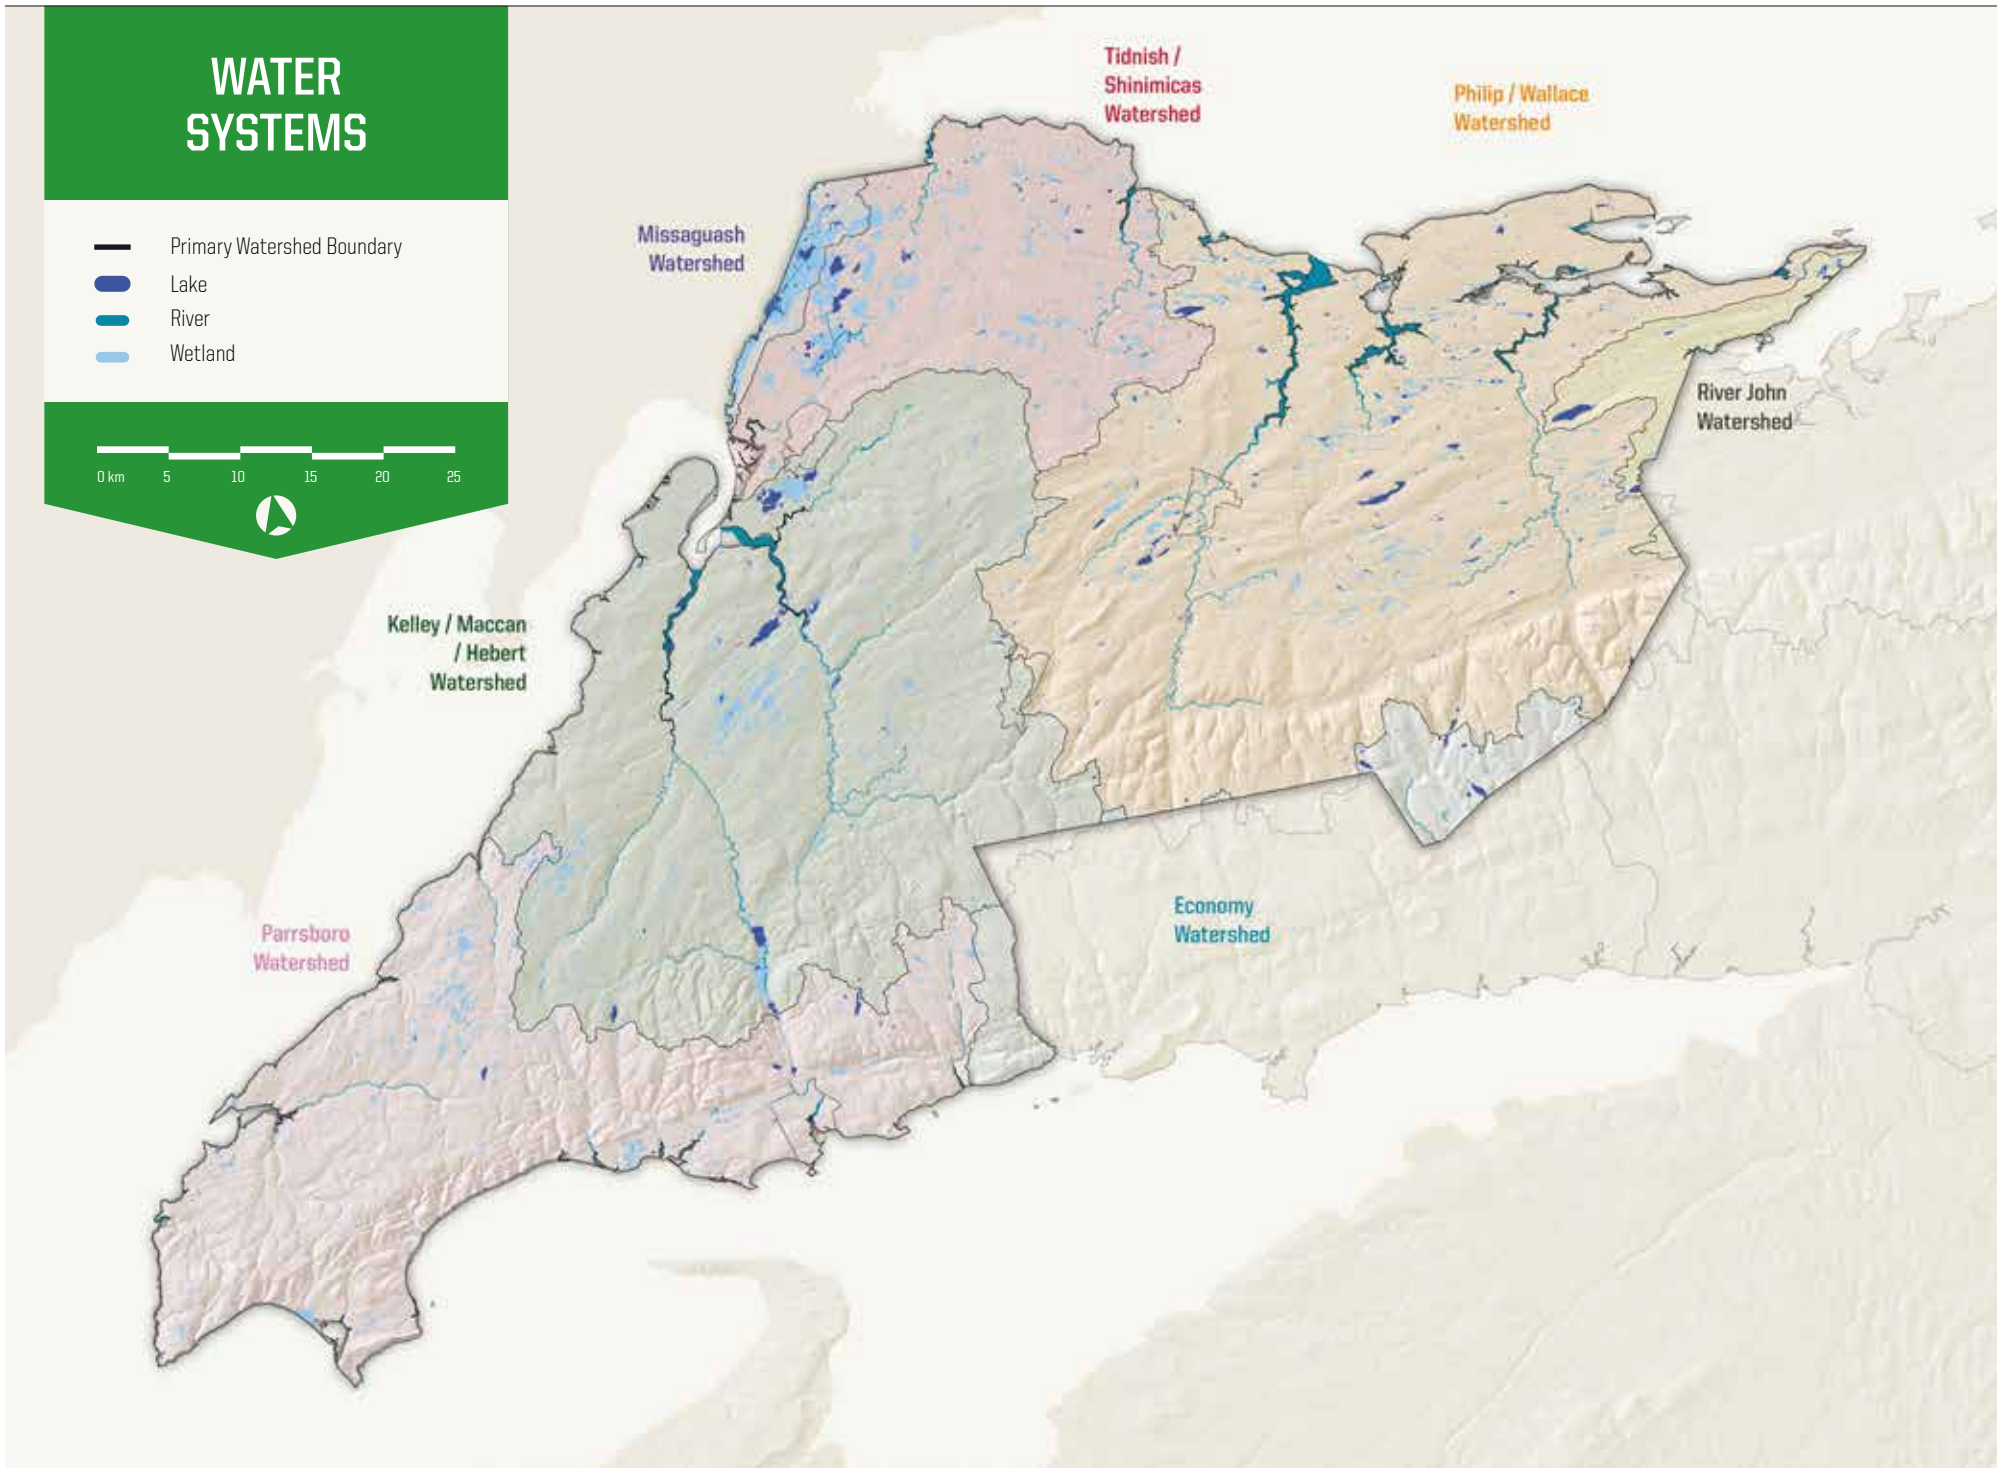 WATER
SYSTEMS
Primary Watershed Boundary
Lake
River
Wetland
0 km 5 10 15 20 25
Tidnish /
Shinimicas
Watershed
Philip / Wallace
Watershed
Missaguash
Watershed
River John
Watershed
Kelley / Maccan
/ Hebert
Watershed
Parrsboro
Watershed
Economy
Watershed